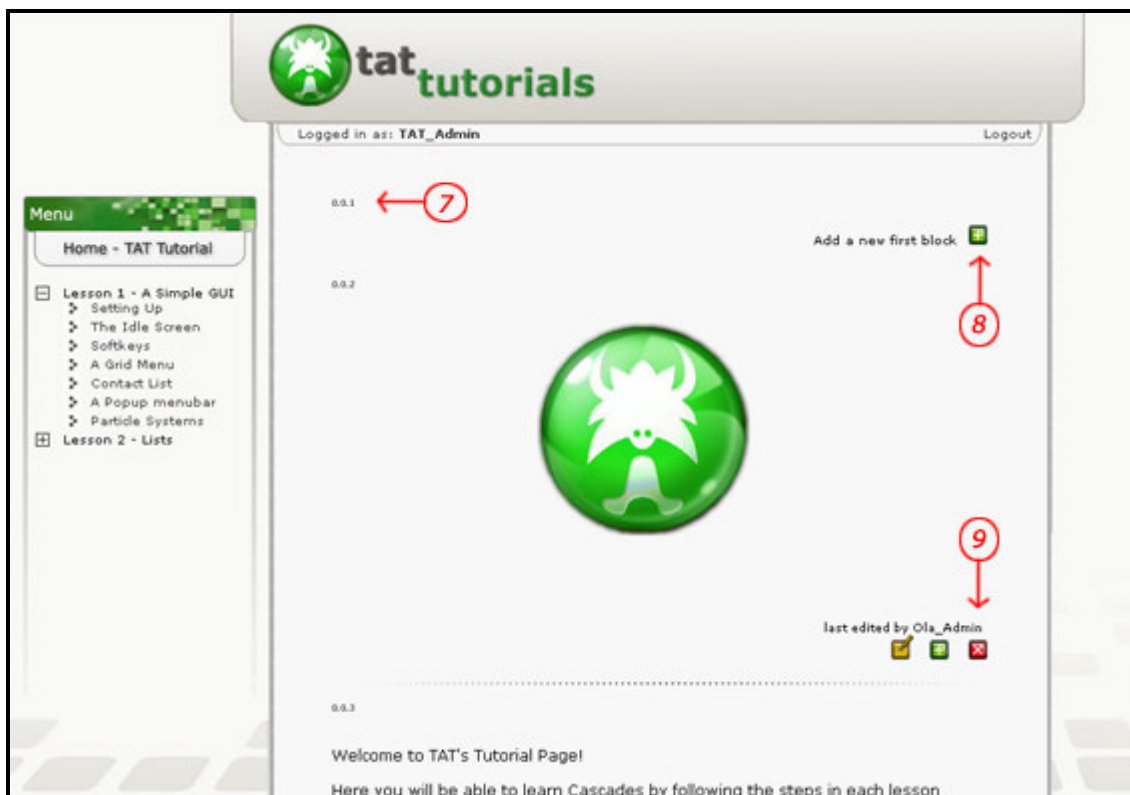 tat
tutorials
Logged in as: TAT_Admin
Logout
0.0.1
7
Menu
Home - TAT Tutorial
Add a new first block
0.0.2
8
Lesson 1 - A Simple GUI
Setting Up
The Idle Screen
Softkeys
A Grid Menu
Contact List
A Popup menubar
Particle Systems
Lesson 2 - Lists
9
last edited by Ola_Admin
0.0.3
Welcome to TAT's Tutorial Page!
Here you will be able to learn Cascades by following the steps in each lesson